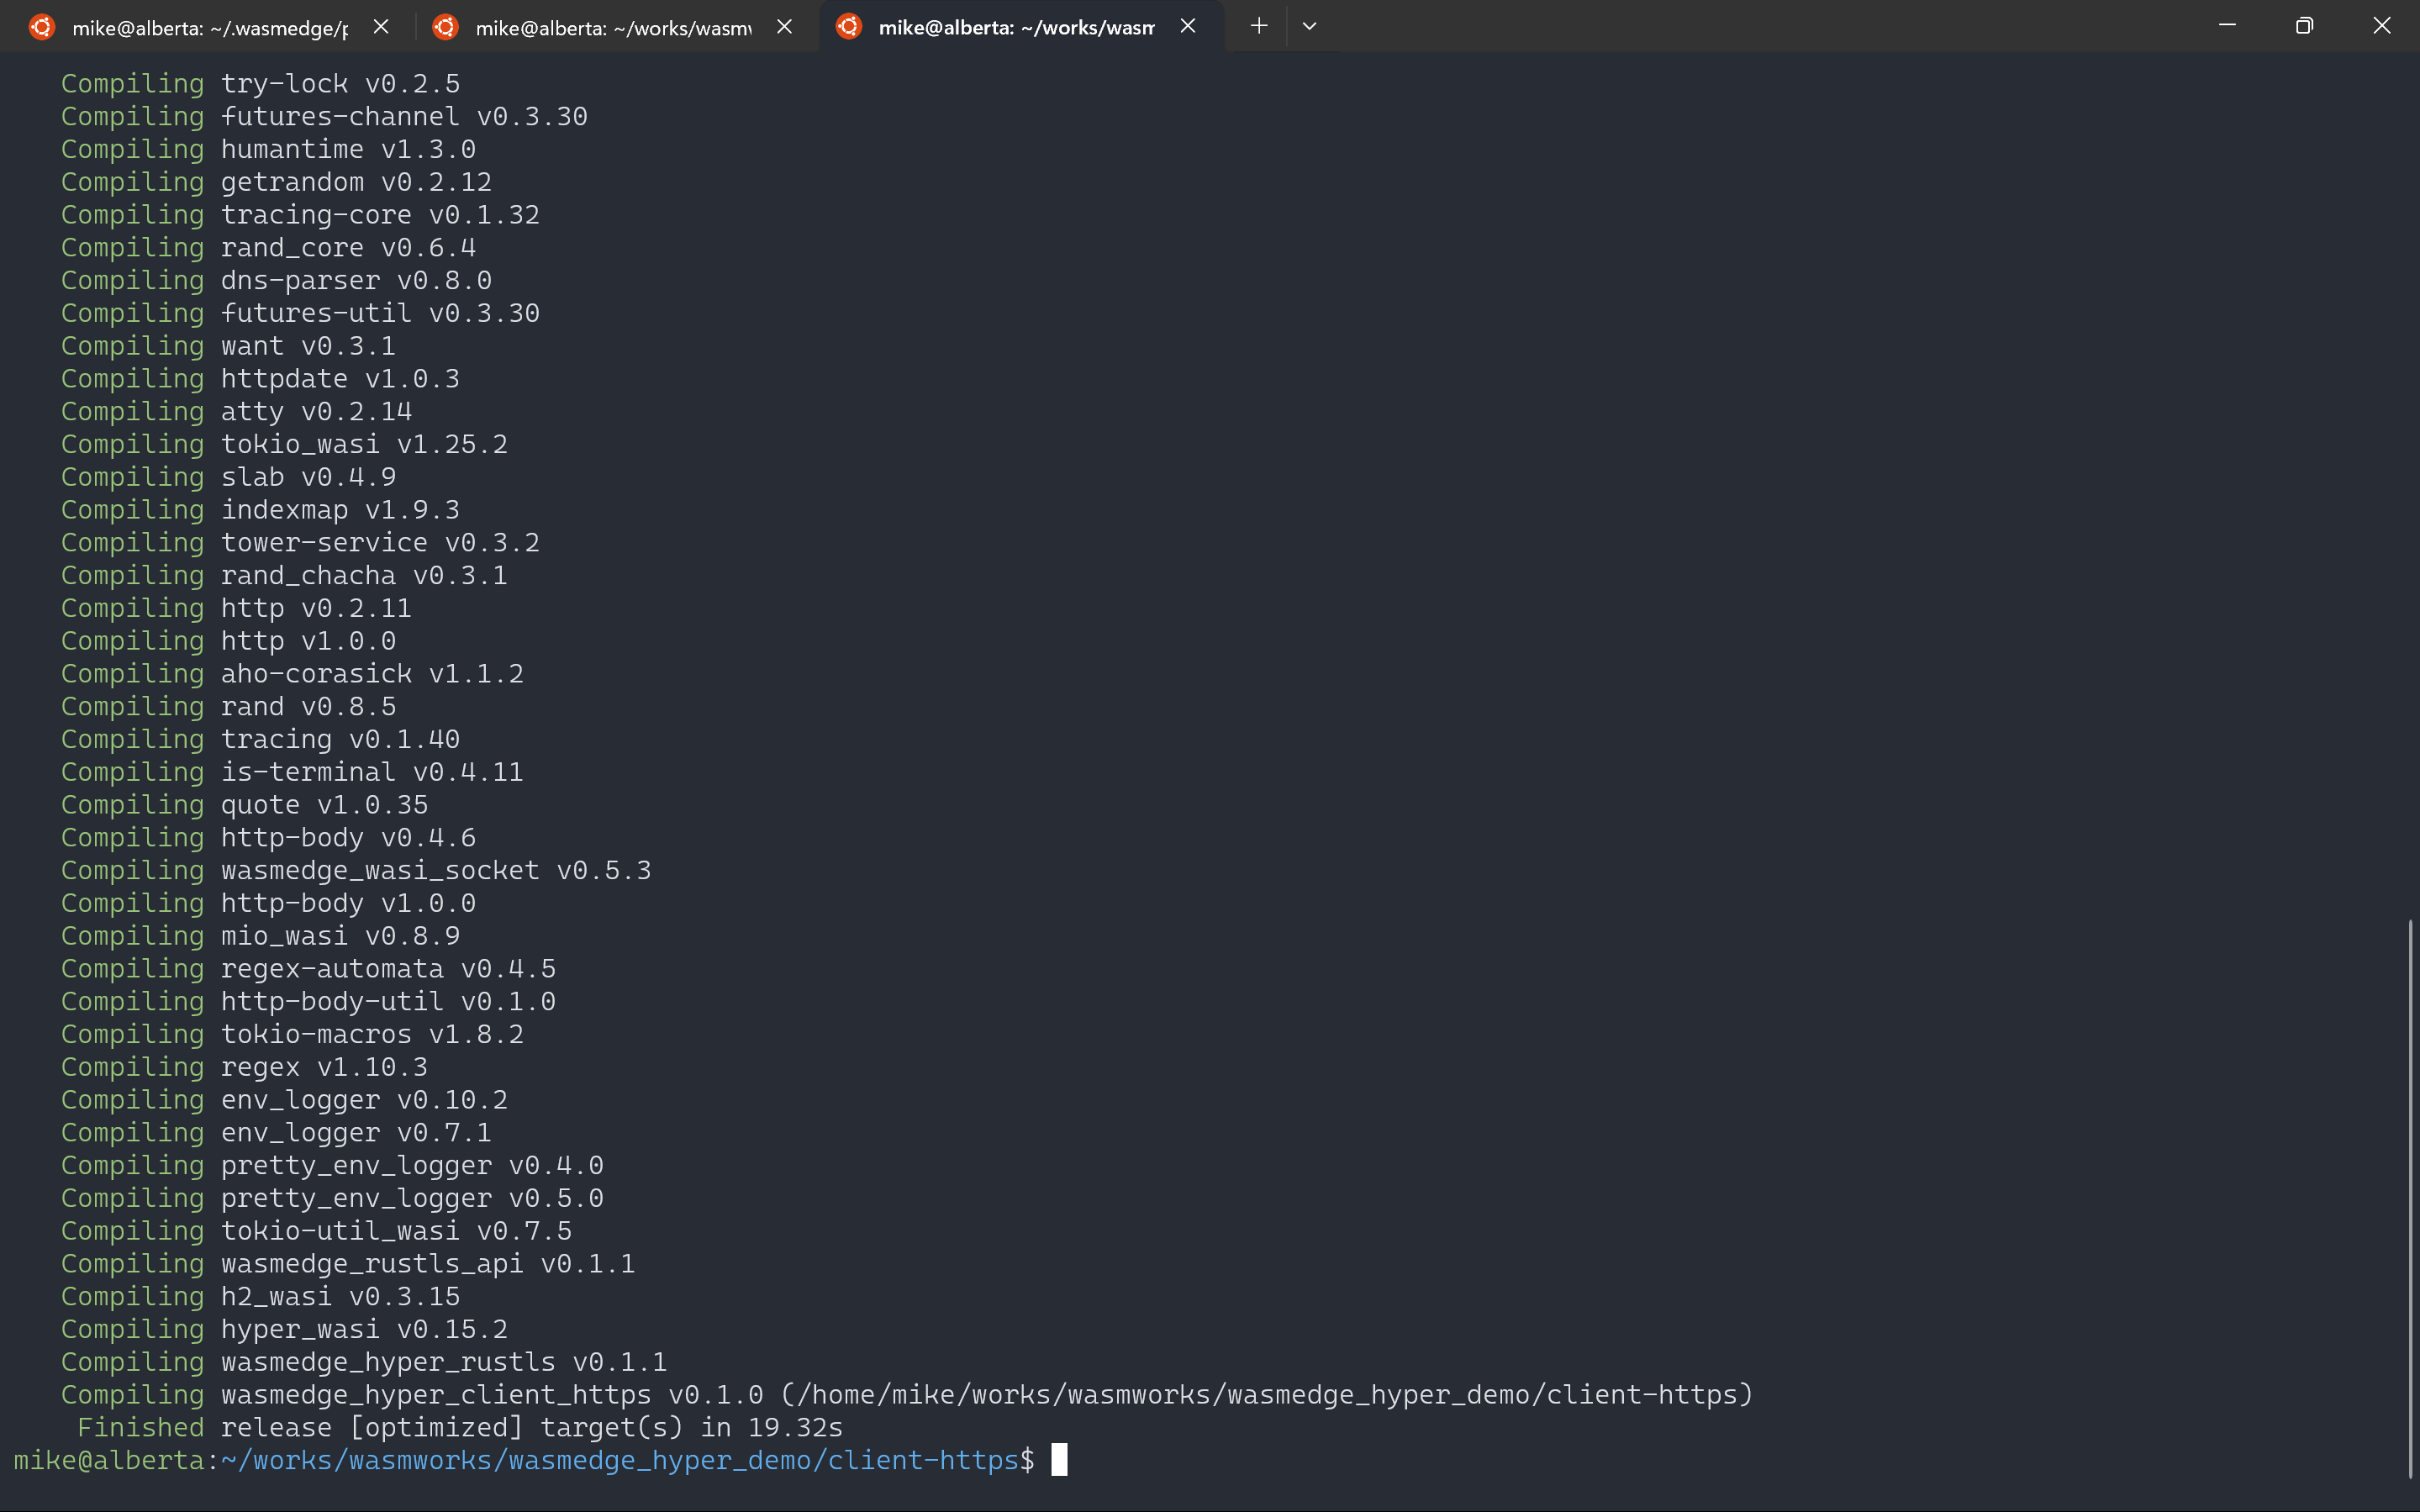 mike@alberta: ~/.wasmedge/p
mike@alberta: ~/works/wasmw
mike@alberta: ~/works/wasm
Compiling try-lock v0.2.5
Compiling futures-channel v0.3.30
Compiling humantime v1.3.0
Compiling getrandom v0.2.12
Compiling tracing-core v0.1.32
Compiling rand_core v0.6.4
Compiling dns-parser v0.8.0
Compiling futures-util v0.3.30
Compiling want v0.3.1
Compiling httpdate v1.0.3
Compiling atty v0.2.14
Compiling tokio_wasi v1.25.2
Compiling slab v0.4.9
Compiling indexmap v1.9.3
Compiling tower-service v0.3.2
Compiling rand_chacha v0.3.1
Compiling http v0.2.11
Compiling http v1.0.0
Compiling aho-corasick v1.1.2
Compiling rand v0.8.5
Compiling tracing v0.1.40
Compiling is-terminal v0.4.11
Compiling quote v1.0.35
Compiling http-body v0.4.6
Compiling wasmedge_wasi_socket v0.5.3
Compiling http-body v1.0.0
Compiling mio_wasi v0.8.9
Compiling regex-automata v0.4.5
Compiling http-body-util v0.1.0
Compiling tokio-macros v1.8.2
Compiling regex v1.10.3
Compiling env_logger v0.10.2
Compiling env_logger v0.7.1
Compiling pretty_env_logger v0.4.0
Compiling pretty_env_logger v0.5.0
Compiling tokio-util_wasi v0.7.5
Compiling wasmedge_rustls_api v0.1.1
Compiling h2_wasi v0.3.15
Compiling hyper_wasi v0.15.2
Compiling wasmedge_hyper_rustls v0.1.1
Compiling wasmedge_hyper_client_https v0.1.0 (/home/mike/works/wasmworks/wasmedge_hyper_demo/client-https)
Finished release [optimized] target(s) in 19.32s
mike@alberta:~/works/wasmworks/wasmedge_hyper_demo/client-https$